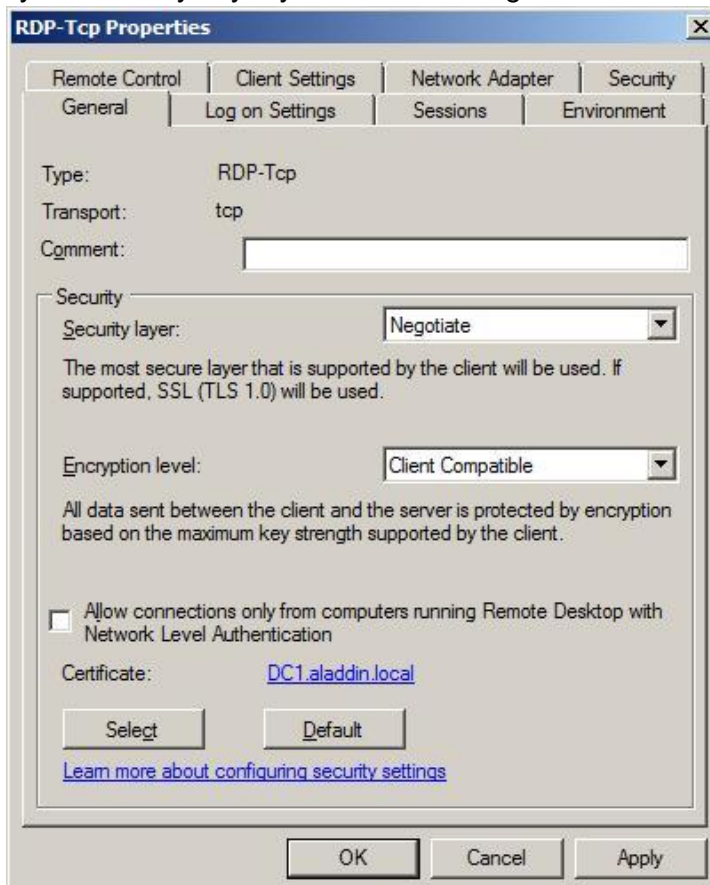 RDP-Tcp Properties
Remote Control Client Settings Network Adapter Security
General Log on Settings Sessions Environment
Type: RDP-Tcp
Transport: tcp
Comment:
Security
Security layer: Negotiate
The most secure layer that is supported by the client will be used. If
supported, SSL (TLS 1.0) will be used.
Encryption level: Client Compatible
All data sent between the client and the server is protected by encryption
based on the maximum key strength supported by the client.
Allow connections only from computers running Remote Desktop with
Network Level Authentication
Certificate: DC1.aladdin.local
Select Default
Learn more about configuring security settings
OK Cancel Apply